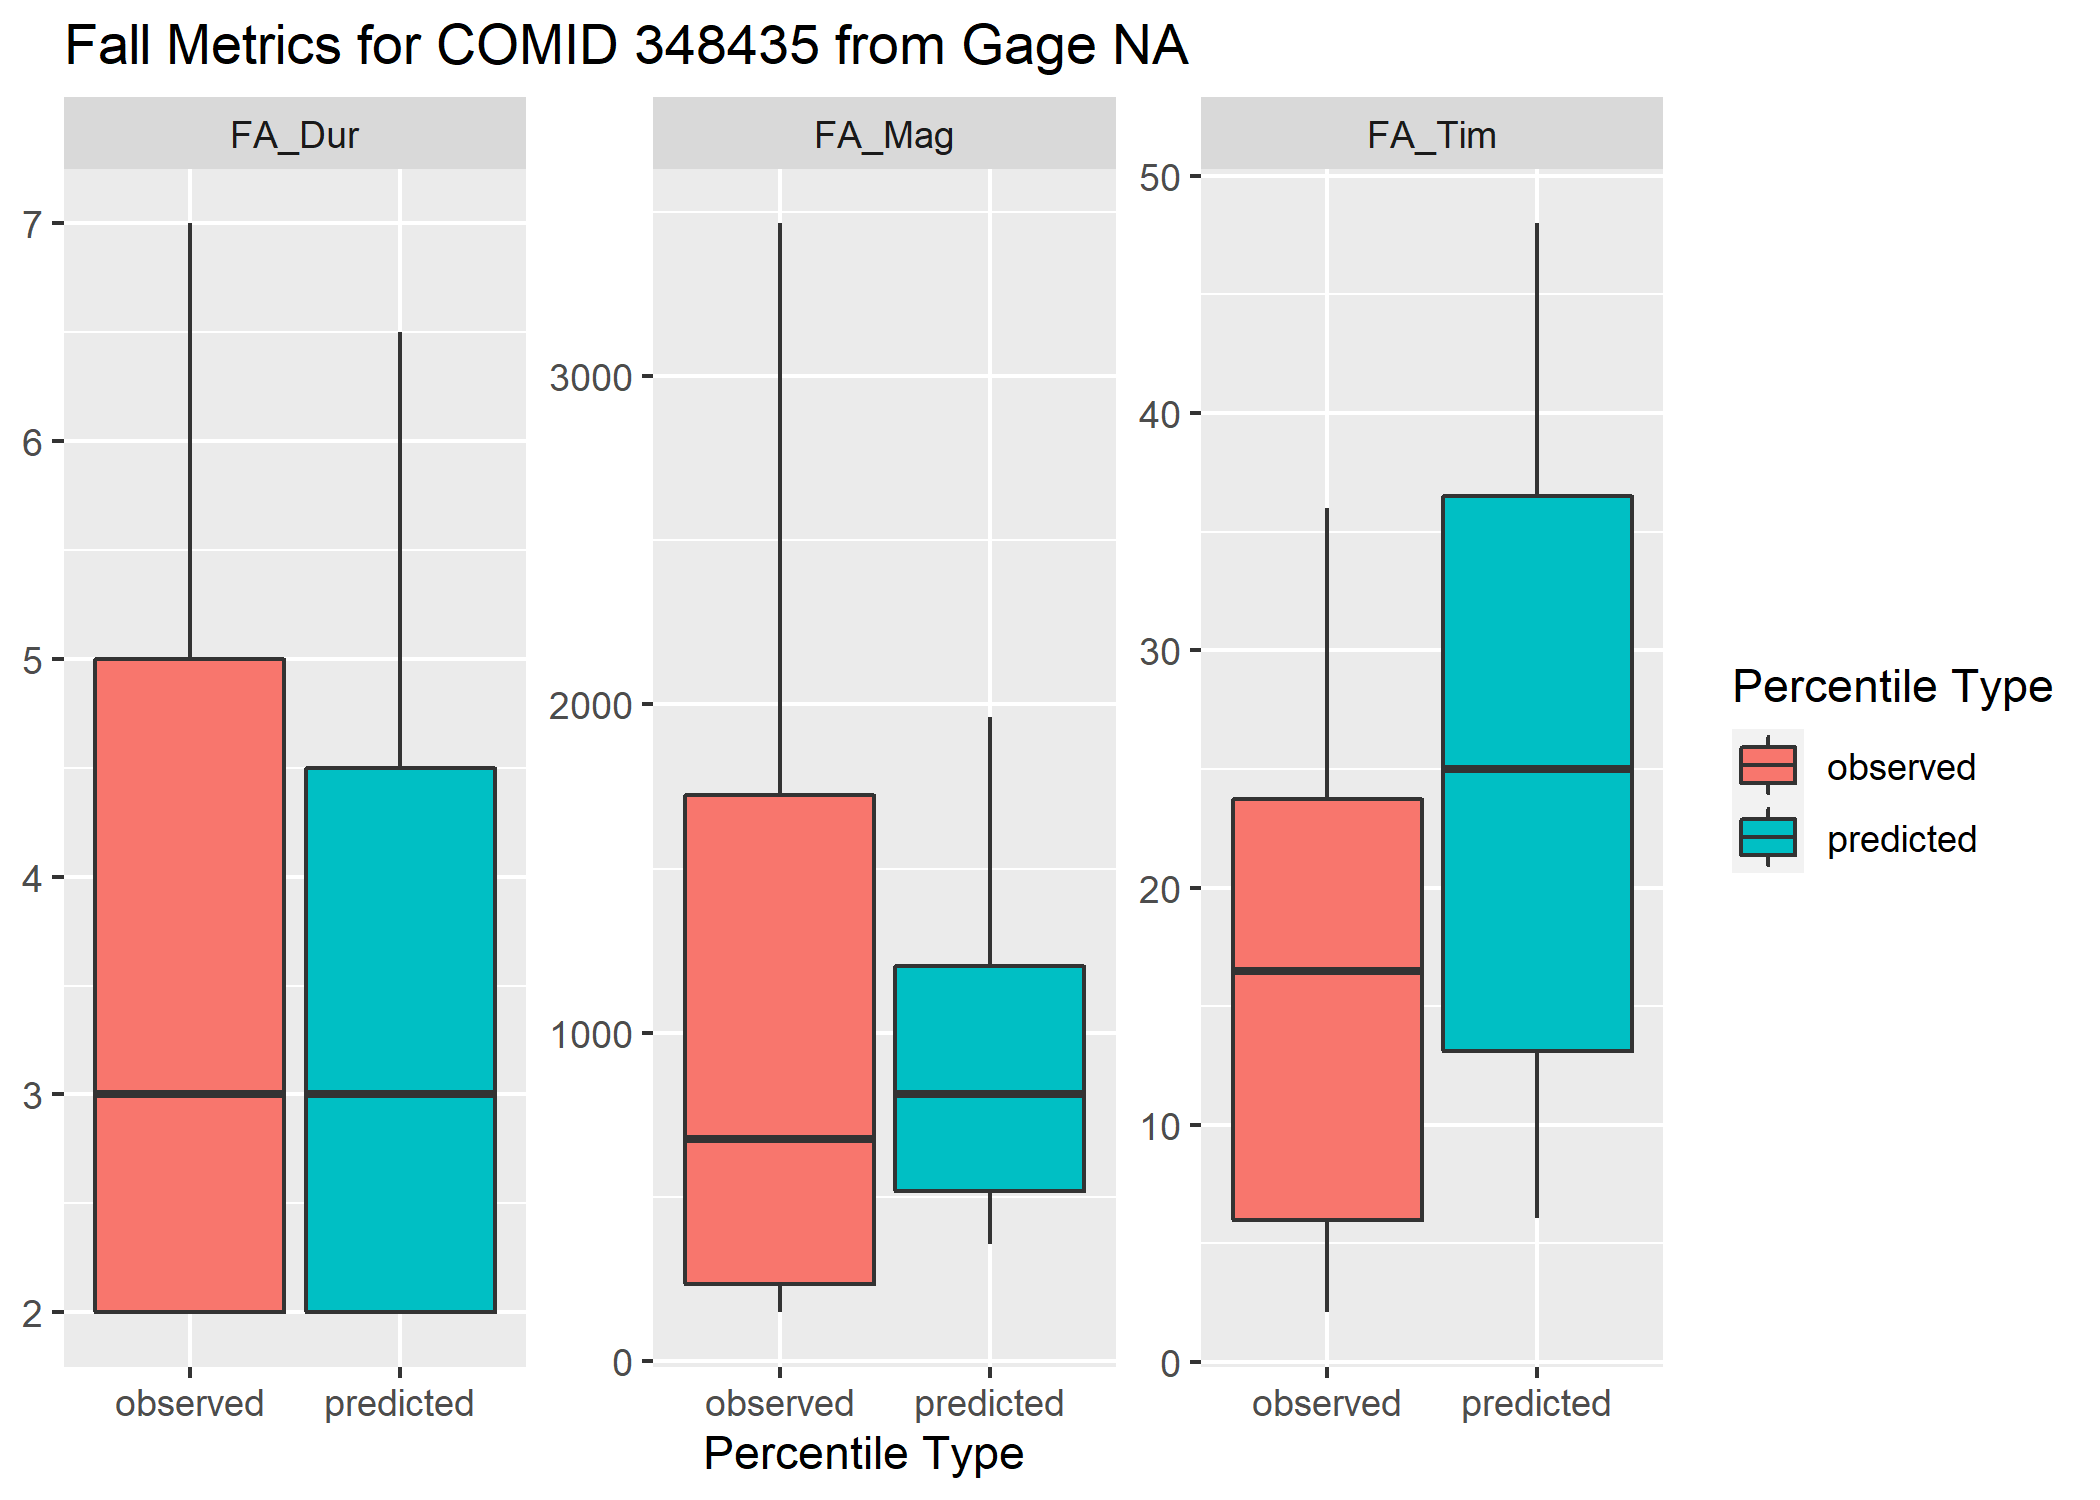 Fall Metrics for COMID 348435 from Gage NA
FA_Dur
FA_Mag
FA_Tim
7
6
5
4
3
2
3000
2000
1000
0
50
40
30
20
10
0
observed
predicted
observed
predicted
observed
predicted
Percentile Type
Percentile Type
observed
predicted